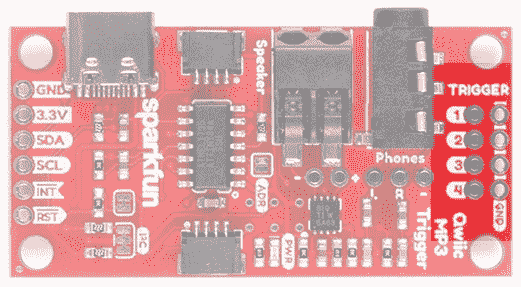 GND
3.3V
SDA
SCL
INT
RST
sparkfun
I²C
Speaker
ADR
PWR
-
+
Phones
L
R
-
TRIGGER
1
2
3
4
GND
Qwiic
MP3
Trigger